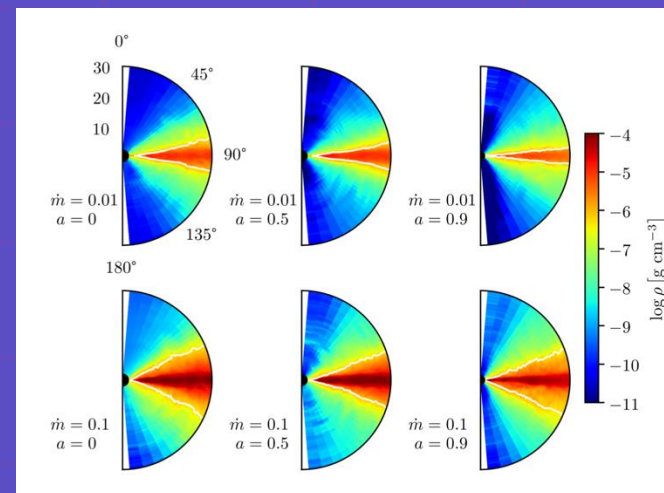 0°
30
20
10
45°
90°
135°
180°
ṁ = 0.01
a = 0
ṁ = 0.01
a = 0.5
ṁ = 0.01
a = 0.9
ṁ = 0.1
a = 0
ṁ = 0.1
a = 0.5
ṁ = 0.1
a = 0.9
−4
−5
−6
−7
−8
−9
−10
−11
log ρ [g cm⁻³]